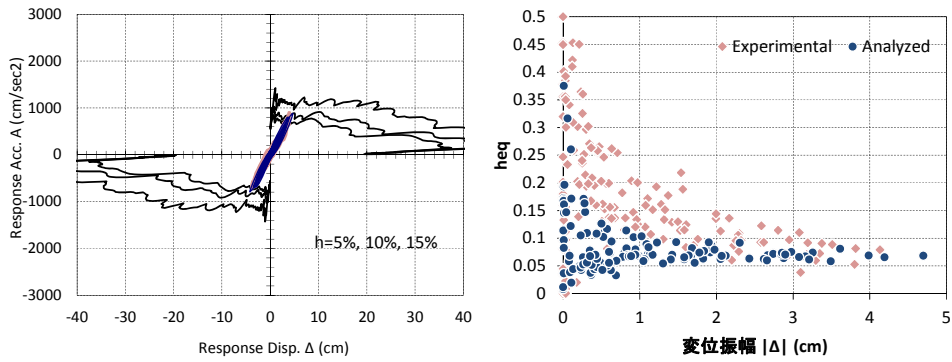 3000
2000
1000
0
-1000
-2000
-3000
Response Acc. A (cm/sec2)
h=5%, 10%, 15%
-40 -30 -20 -10 0 10 20 30 40
Response Disp. Δ (cm)
0.5
0.45
0.4
0.35
0.3
0.25
0.2
0.15
0.1
0.05
0
heq
Experimental Analyzed
0 1 2 3 4 5
変位振幅 |Δ| (cm)